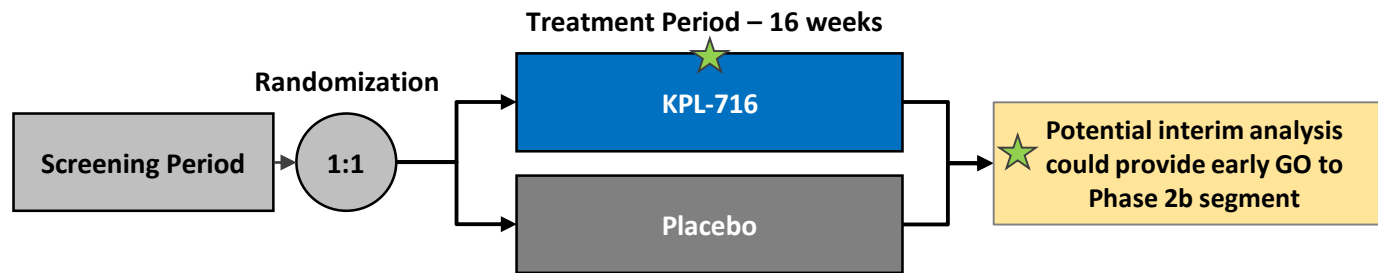 Treatment Period – 16 weeks
Randomization
KPL-716
Screening Period
1:1
Placebo
Potential interim analysis
could provide early GO to
Phase 2b segment